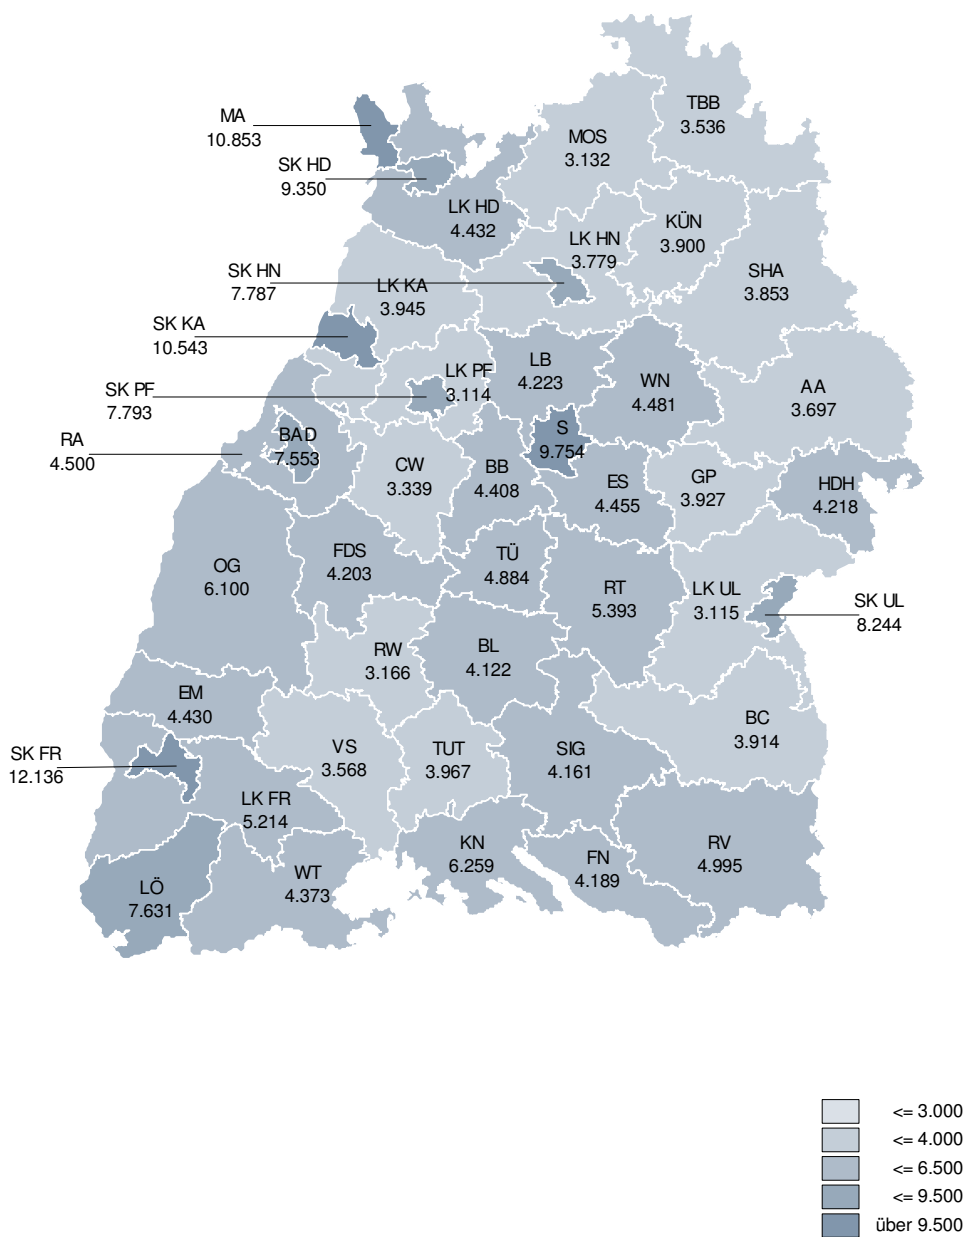 TBB
3.536
MA
10.853
MOS
3.132
SK HD
9.350
LK HD
4.432
KÜN
3.900
LK HN
3.779
SHA
3.853
SK HN
7.787
LK KA
3.945
SK KA
10.543
LB
4.223
LK PF
3.114
WN
4.481
AA
3.697
SK PF
7.793
S
9.754
RA
4.500
BAD
7.553
CW
3.339
BB
4.408
ES
4.455
GP
3.927
HDH
4.218
OG
6.100
FDS
4.203
TÜ
4.884
RT
5.393
LK UL
3.115
SK UL
8.244
RW
3.166
BL
4.122
EM
4.430
BC
3.914
SK FR
12.136
VS
3.568
TUT
3.967
SIG
4.161
LK FR
5.214
KN
6.259
RV
4.995
FN
4.189
WT
4.373
LÖ
7.631
<= 3.000
<= 4.000
<= 6.500
<= 9.500
über 9.500